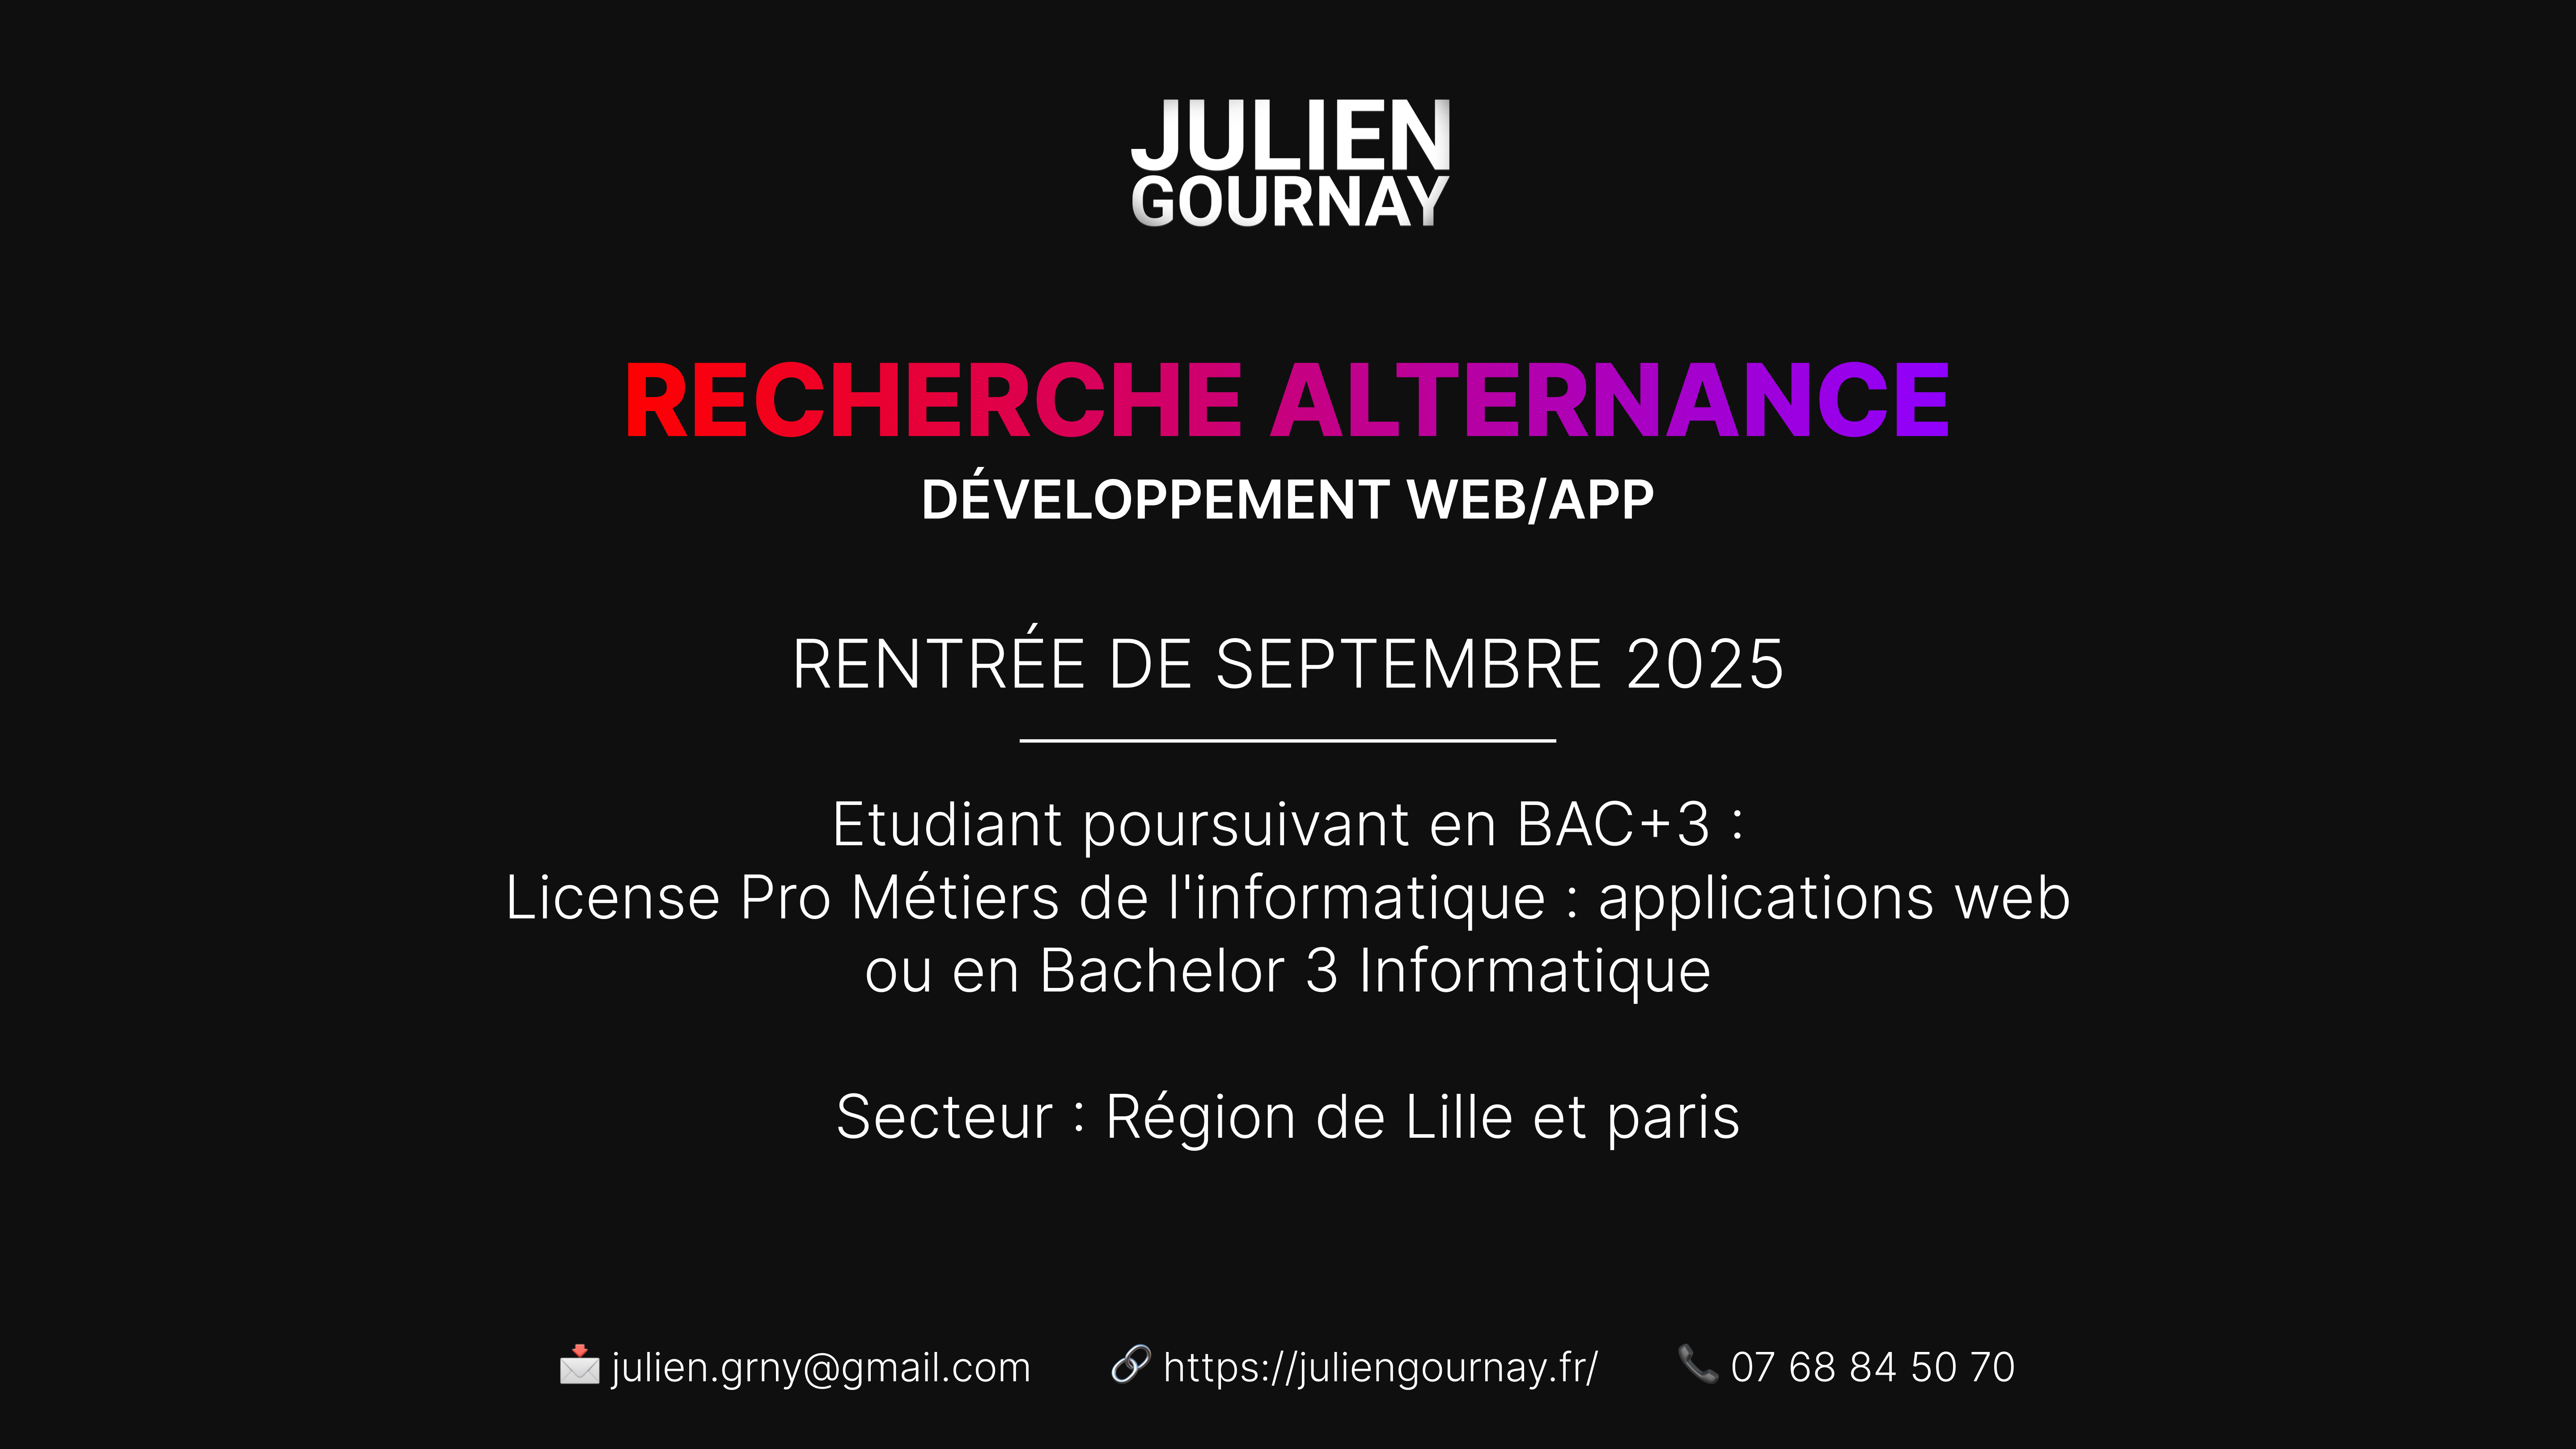 JULIEN
GOURNAY
RECHERCHE ALTERNANCE
DÉVELOPPEMENT WEB/APP
RENTRÉE DE SEPTEMBRE 2025
Etudiant poursuivant en BAC+3 :
License Pro Métiers de l'informatique : applications web
ou en Bachelor 3 Informatique
Secteur : Région de Lille et paris
julien.grny@gmail.com https://juliengournay.fr/ 07 68 84 50 70